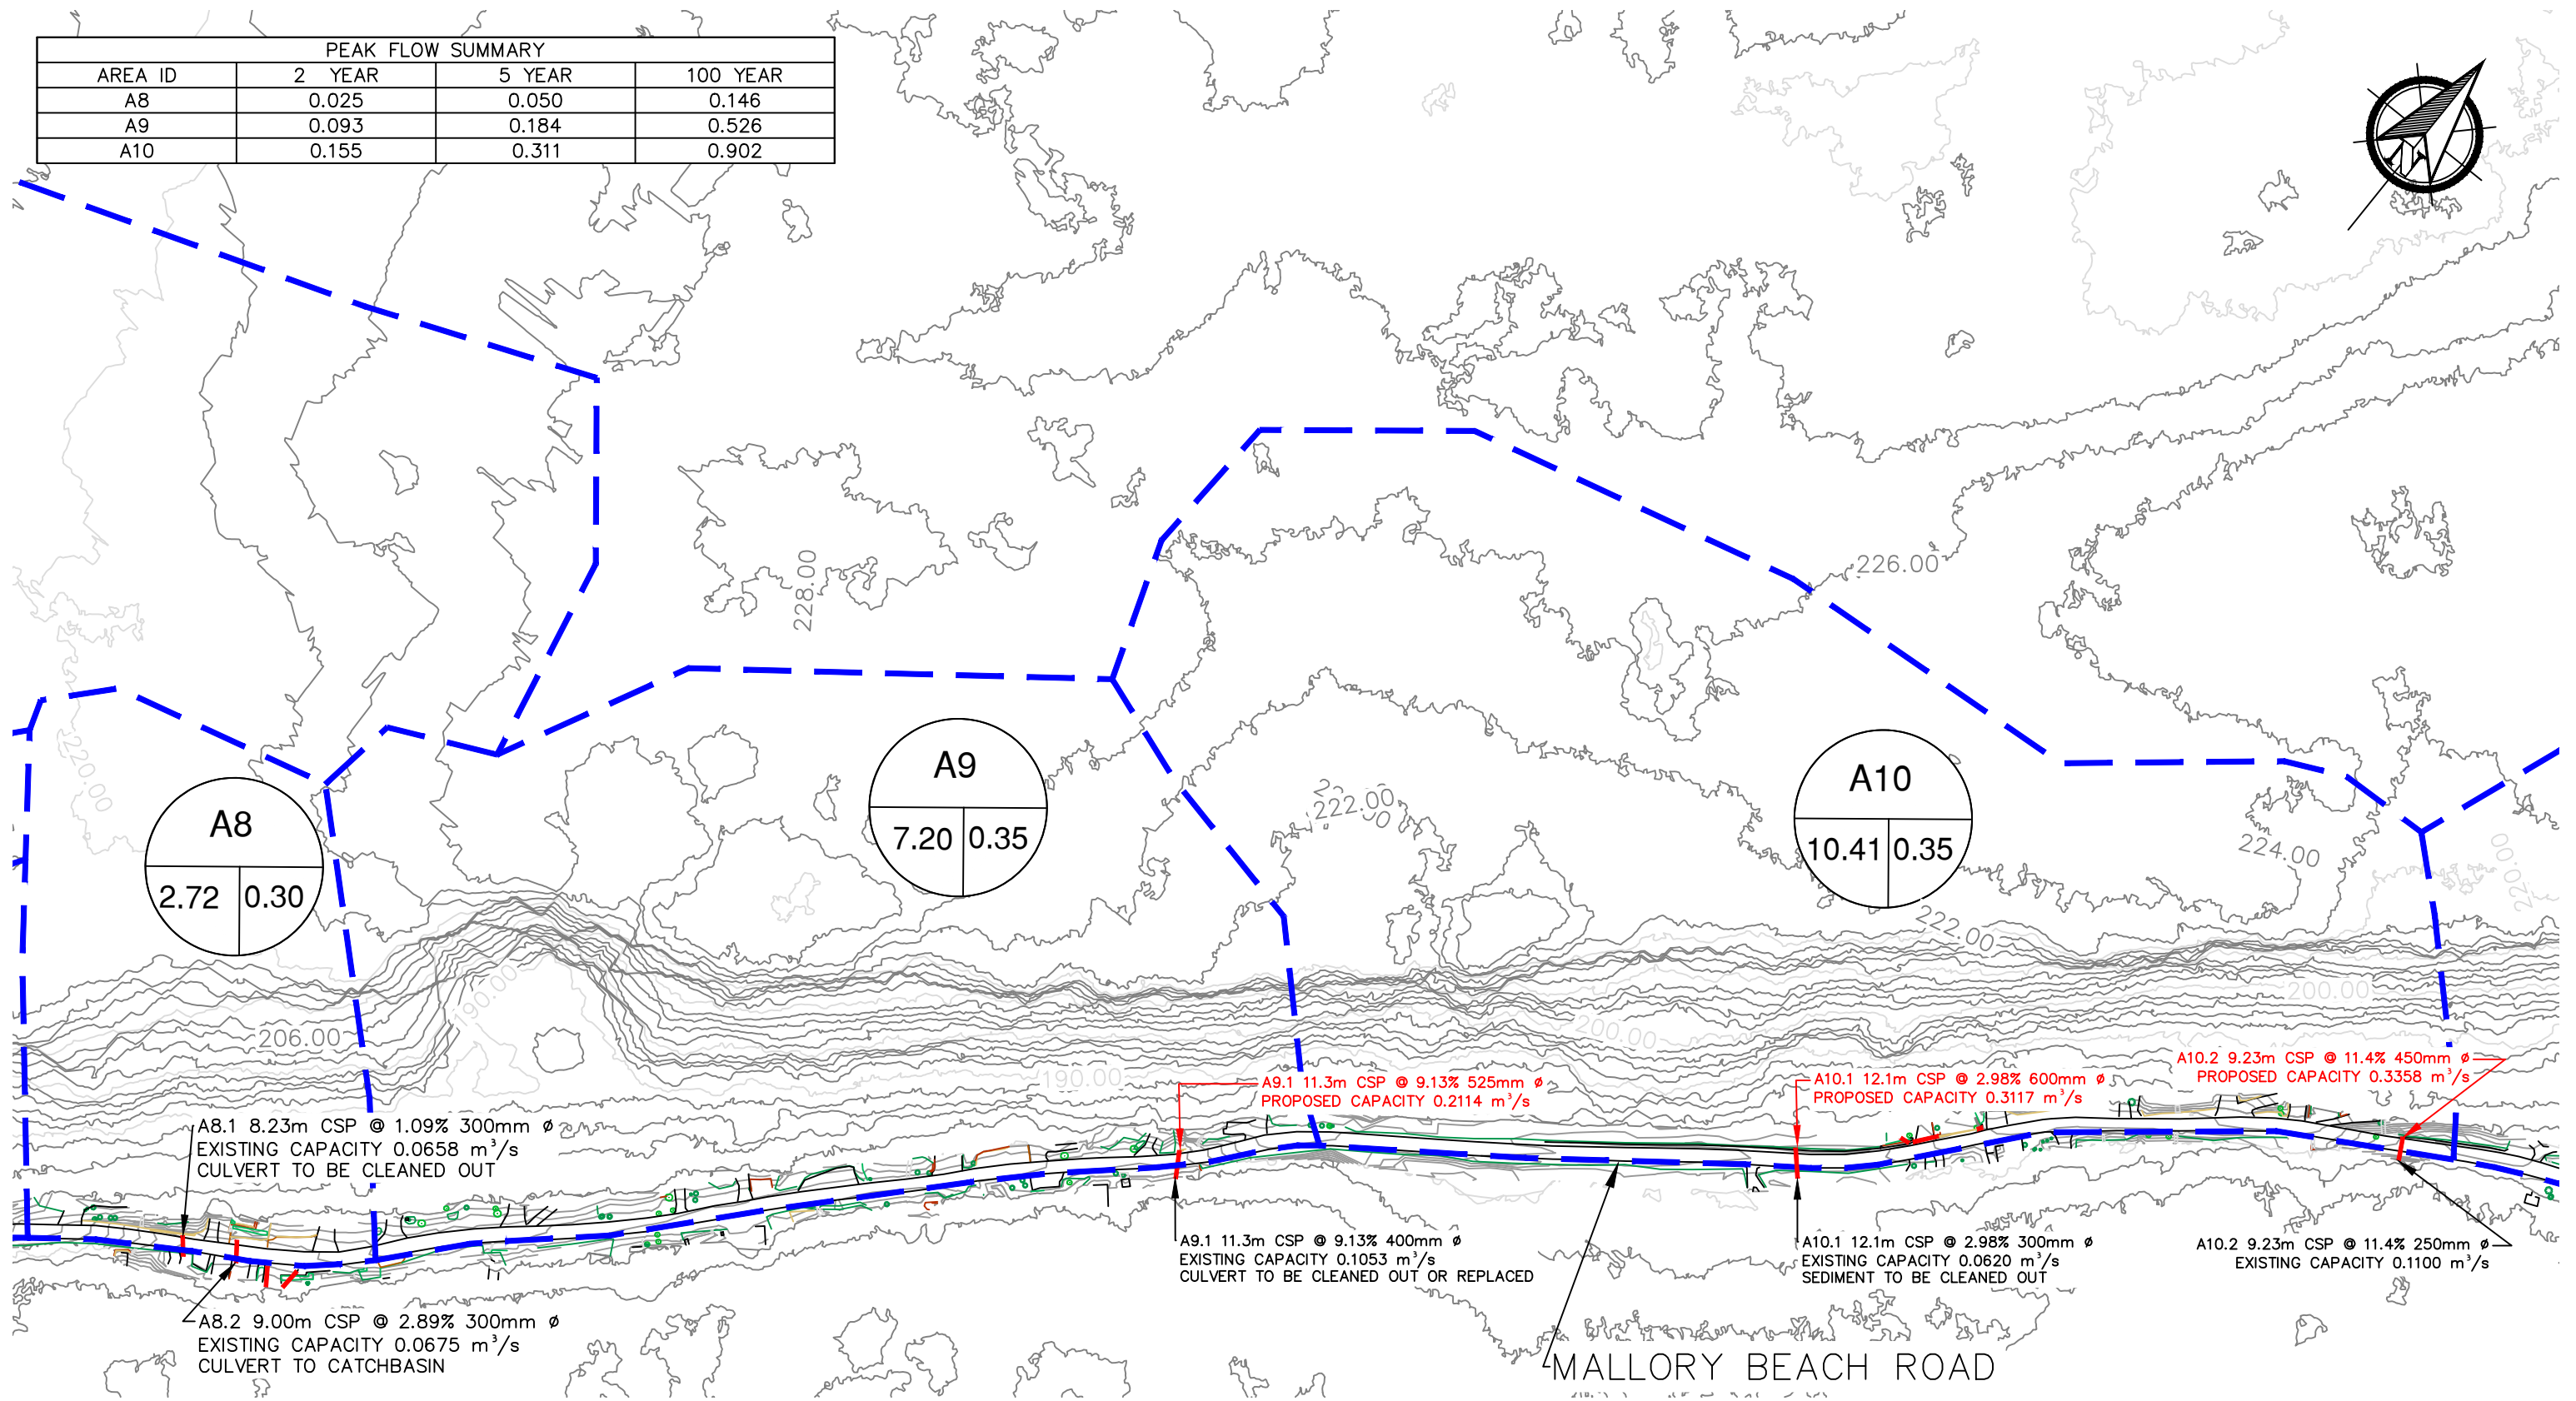 PEAK FLOW SUMMARY
AREA ID 2 YEAR 5 YEAR 100 YEAR
A8 0.025 0.050 0.146
A9 0.093 0.184 0.526
A10 0.155 0.311 0.902
N
228.00
226.00
220.00
222.00
224.00
220.00
A8
2.72 0.30
A9
7.20 0.35
A10
10.41 0.35
222.00
190.00
206.00
200.00
200.00
190.00
A8.1 8.23m CSP @ 1.09% 300mm ø
EXISTING CAPACITY 0.0658 m³/s
CULVERT TO BE CLEANED OUT
A9.1 11.3m CSP @ 9.13% 525mm ø
PROPOSED CAPACITY 0.2114 m³/s
A10.1 12.1m CSP @ 2.98% 600mm ø
PROPOSED CAPACITY 0.3117 m³/s
A10.2 9.23m CSP @ 11.4% 450mm ø
PROPOSED CAPACITY 0.3358 m³/s
A8.2 9.00m CSP @ 2.89% 300mm ø
EXISTING CAPACITY 0.0675 m³/s
CULVERT TO CATCHBASIN
A9.1 11.3m CSP @ 9.13% 400mm ø
EXISTING CAPACITY 0.1053 m³/s
CULVERT TO BE CLEANED OUT OR REPLACED
A10.1 12.1m CSP @ 2.98% 300mm ø
EXISTING CAPACITY 0.0620 m³/s
SEDIMENT TO BE CLEANED OUT
A10.2 9.23m CSP @ 11.4% 250mm ø
EXISTING CAPACITY 0.1100 m³/s
MALLORY BEACH ROAD